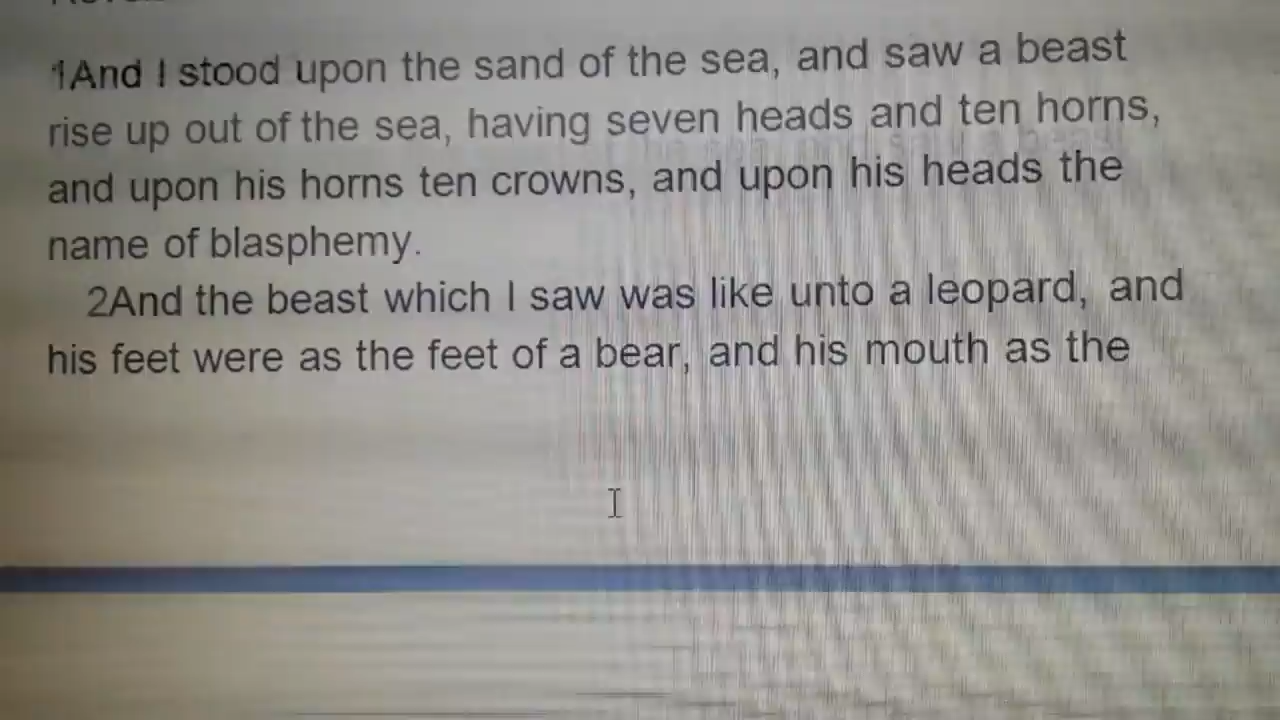 1And I stood upon the sand of the sea, and saw a beast
rise up out of the sea, having seven heads and ten horns,
and upon his horns ten crowns, and upon his heads the
name of blasphemy.
2And the beast which I saw was like unto a leopard, and
his feet were as the feet of a bear, and his mouth as the